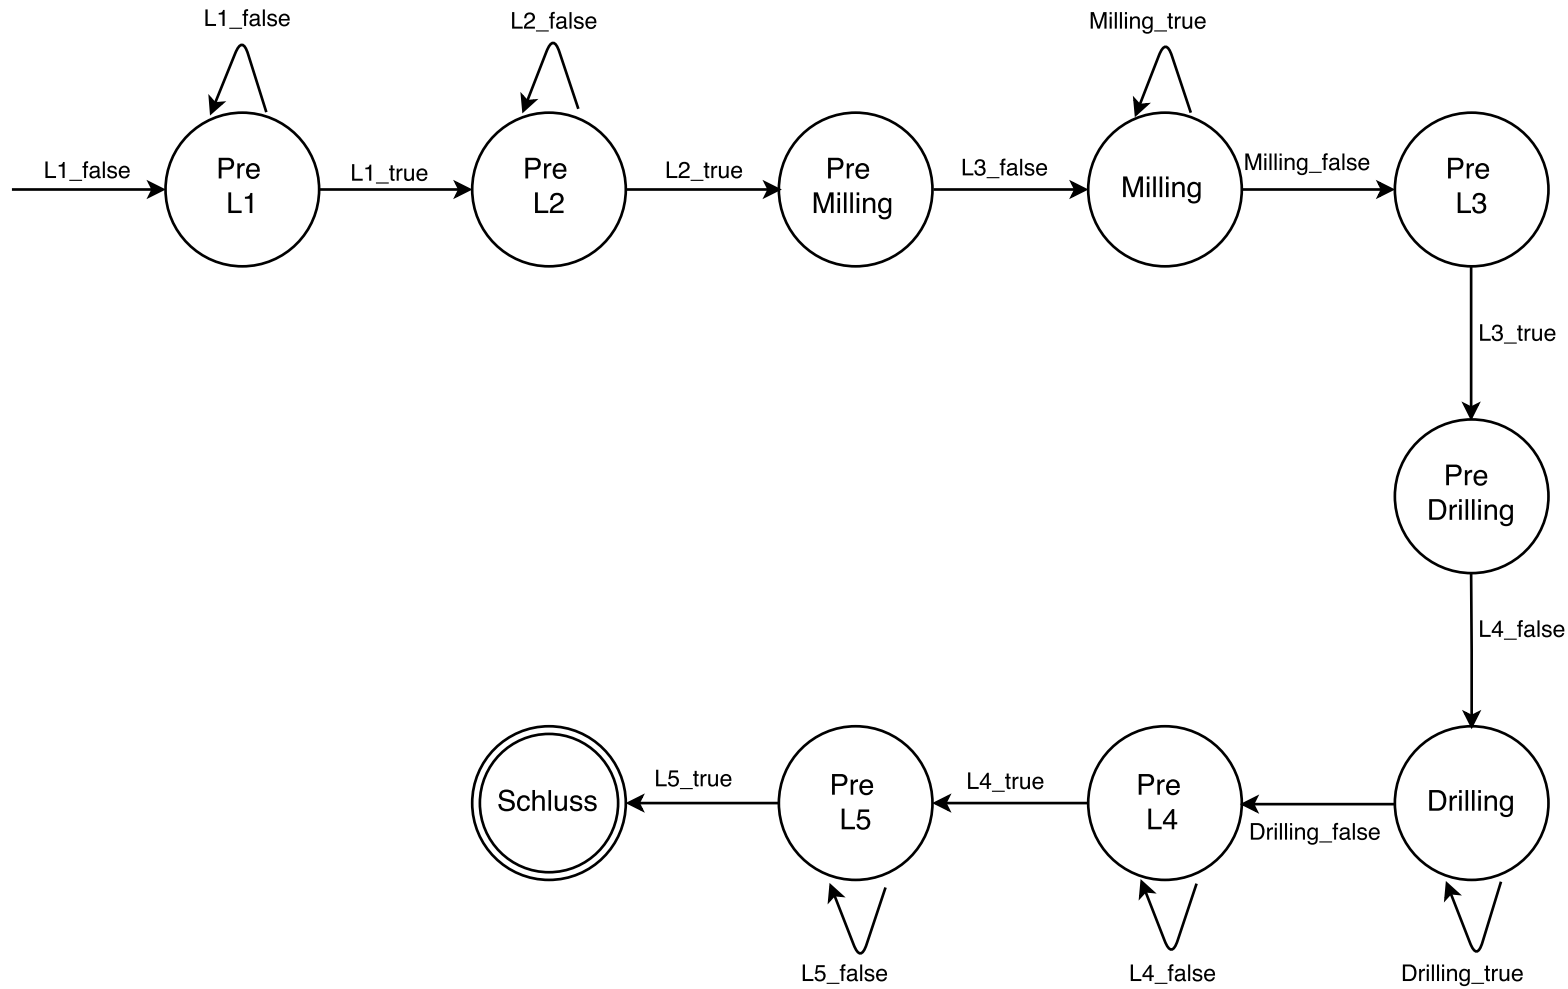 L1_false
L2_false
Milling_true
L1_false
Pre
L1
L1_true
Pre
L2
L2_true
Pre
Milling
L3_false
Milling
Milling_false
Pre
L3
L3_true
Pre
Drilling
L4_false
Schluss
L5_true
Pre
L5
L4_true
Pre
L4
Drilling_false
Drilling
L5_false
L4_false
Drilling_true